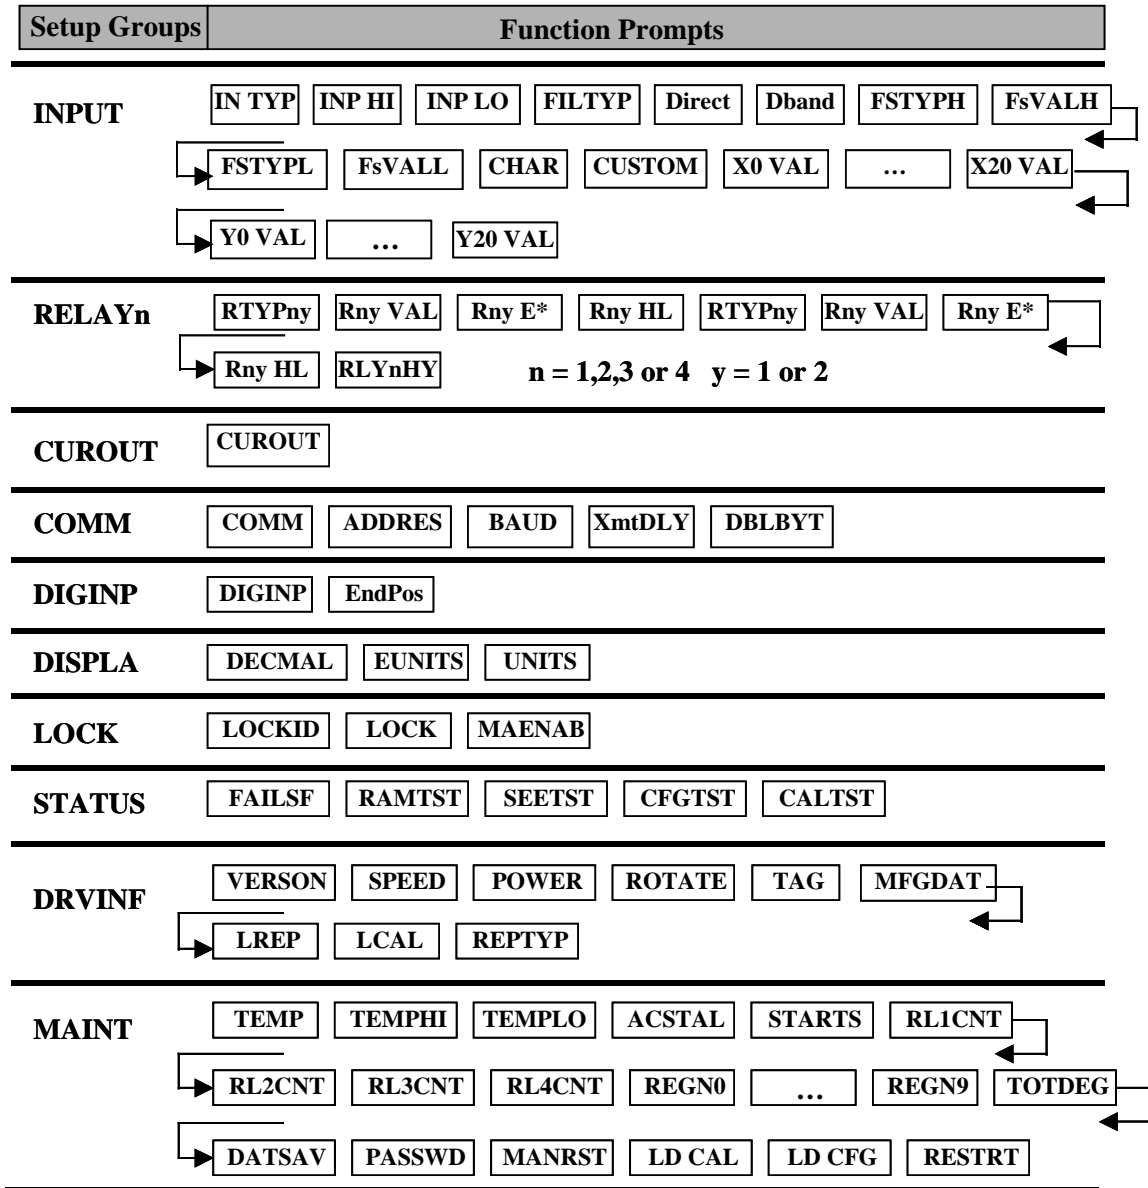 Setup Groups Function Prompts
INPUT IN TYP INP HI INP LO FILTYP Direct Dband FSTYPH FsVALH
FSTYPL FsVALL CHAR CUSTOM X0 VAL … X20 VAL
Y0 VAL … Y20 VAL
RELAYn RTYPny Rny VAL Rny E* Rny HL RTYPny Rny VAL Rny E*
Rny HL RLYnHY n = 1,2,3 or 4 y = 1 or 2
CUROUT CUROUT
COMM COMM ADDRES BAUD XmtDLY DBLBYT
DIGINP DIGINP EndPos
DISPLA DECMAL EUNITS UNITS
LOCK LOCKID LOCK MAENAB
STATUS FAILSF RAMTST SEETST CFGTST CALTST
DRVINF VERSON SPEED POWER ROTATE TAG MFGDAT
LREP LCAL REPTYP
MAINT TEMP TEMPHI TEMPLO ACSTAL STARTS RL1CNT
RL2CNT RL3CNT RL4CNT REGN0 … REGN9 TOTDEG
DATSAV PASSWD MANRST LD CAL LD CFG RESTRT